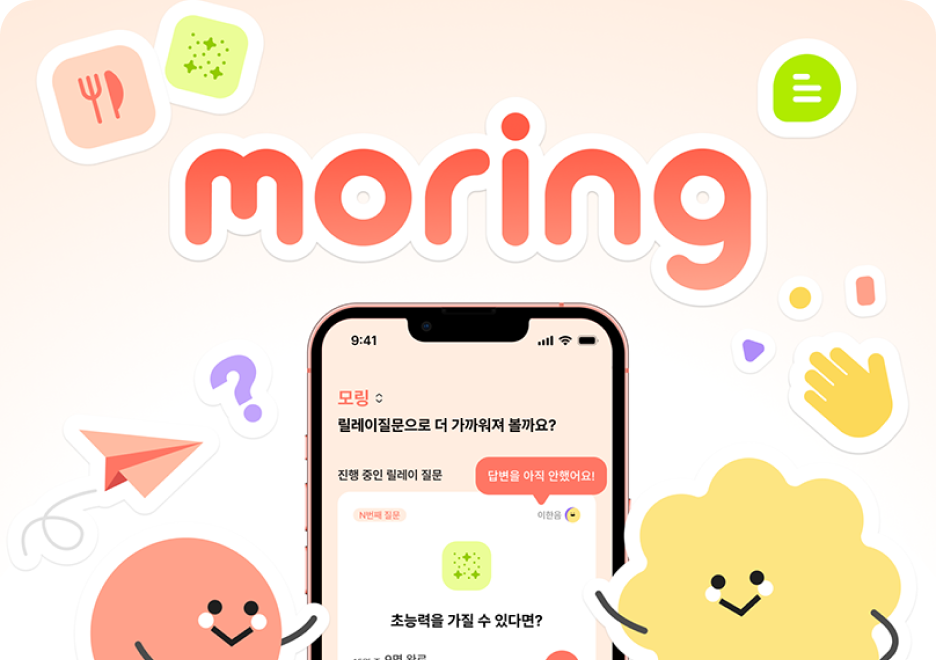 moring
9:41
모링
릴레이질문으로 더 가까워져 볼까요?
진행 중인 릴레이 질문
답변을 아직 안했어요!
N번째 질문
이한음
초능력을 가질 수 있다면?
9명 완료